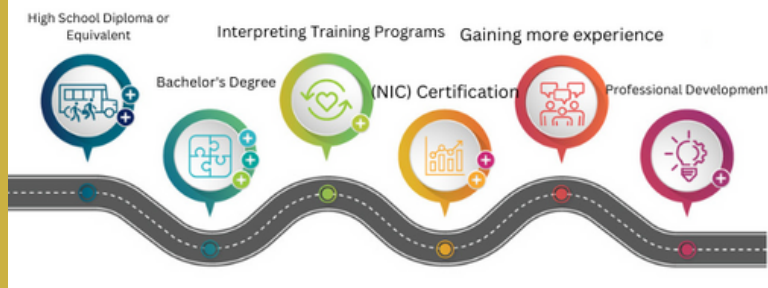 High School Diploma or
Equivalent
Bachelor's Degree
Interpreting Training Programs
(NIC) Certification
Gaining more experience
Professional Development